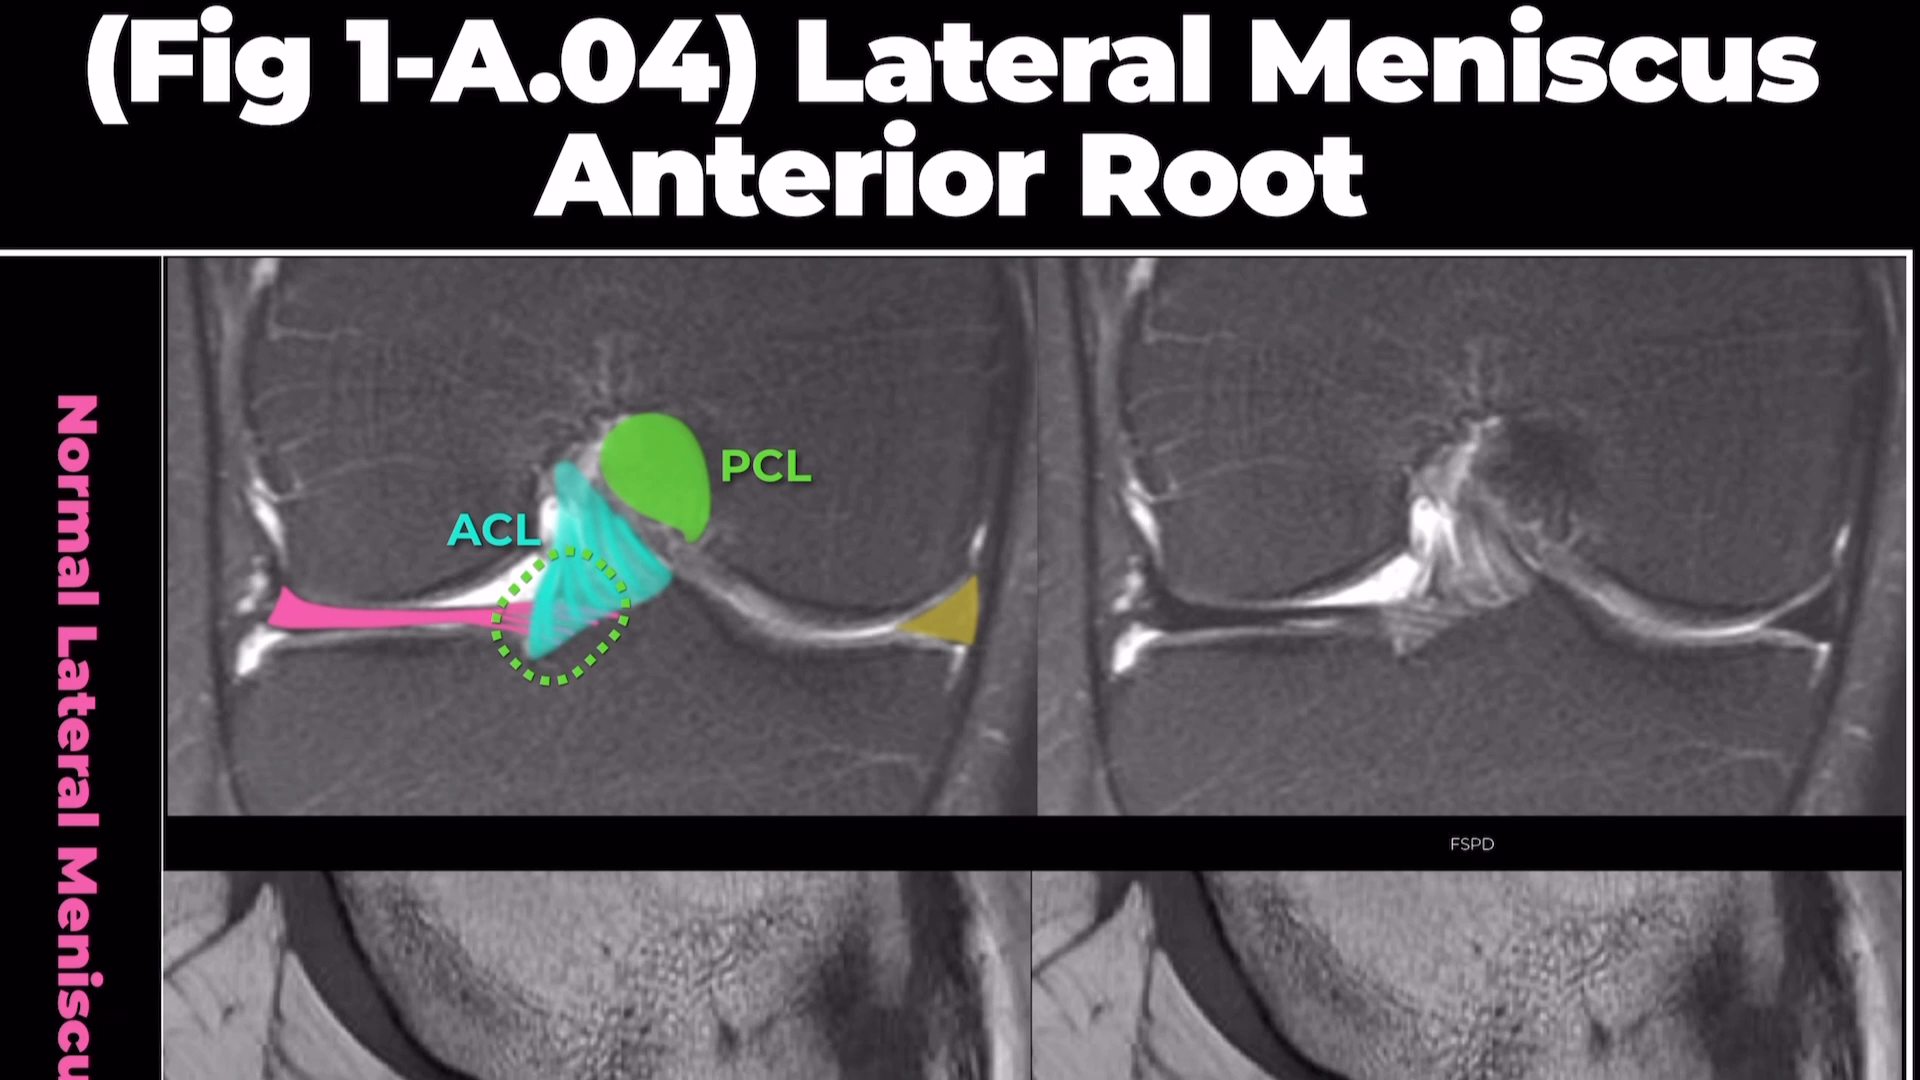 (Fig 1-A.04) Lateral Meniscus
Anterior Root
Normal Lateral Meniscu
PCL
ACL
FSPD